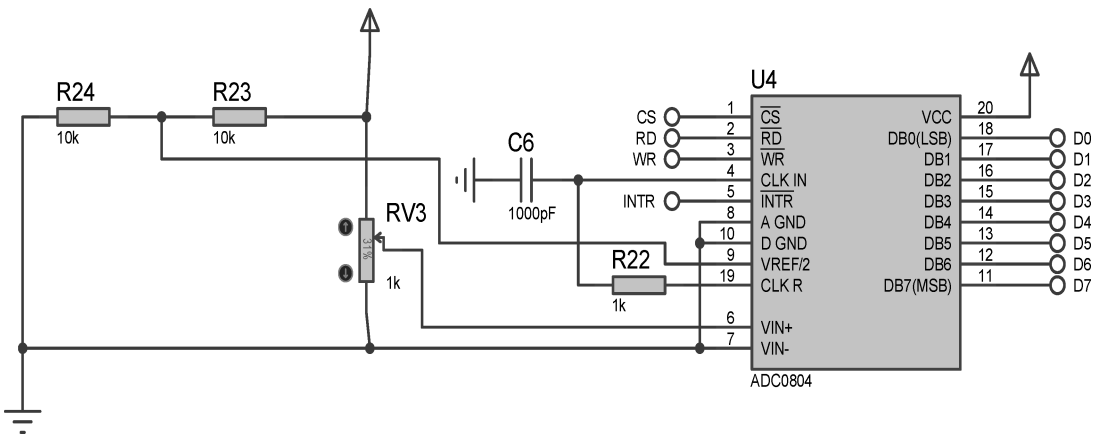 R24
10k
R23
10k
RV3
31%
1k
C6
1000pF
R22
1k
U4
CS 1 CS
RD 2 RD
WR 3 WR
4 CLK IN
INTR 5 INTR
8 A GND
10 D GND
9 VREF/2
19 CLK R
6 VIN+
7 VIN-
VCC 20
DB0(LSB) 18 D0
DB1 17 D1
DB2 16 D2
DB3 15 D3
DB4 14 D4
DB5 13 D5
DB6 12 D6
DB7(MSB) 11 D7
ADC0804